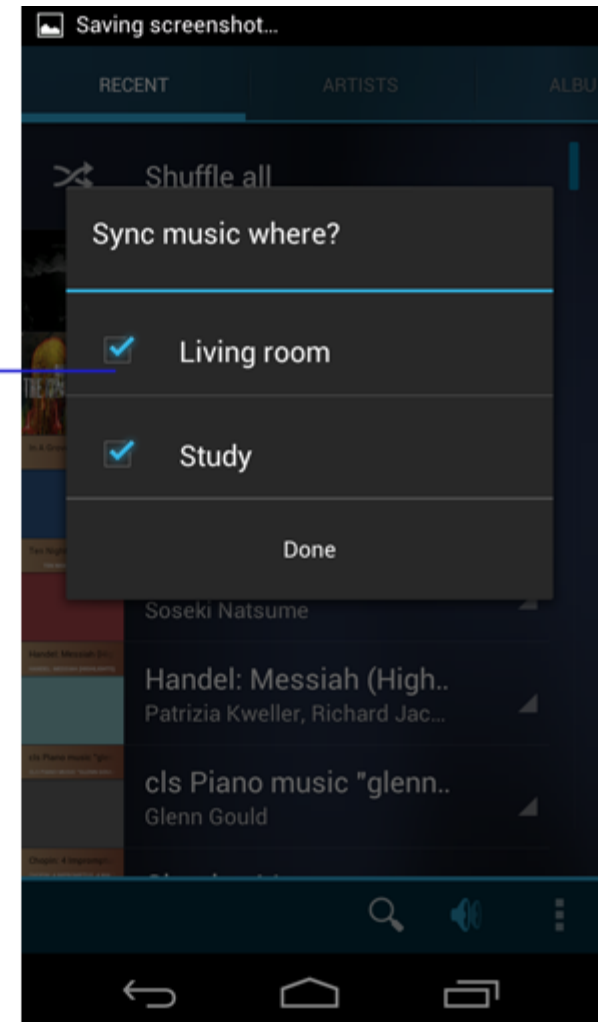 Saving screenshot...
RECENT
ARTISTS
ALBU
Shuffle all
Sync music where?
Living room
Study
Done
Soseki Natsume
Handel: Messiah (High..
Patrizia Kweller, Richard Jac...
cls Piano music "glenn..
Glenn Gould